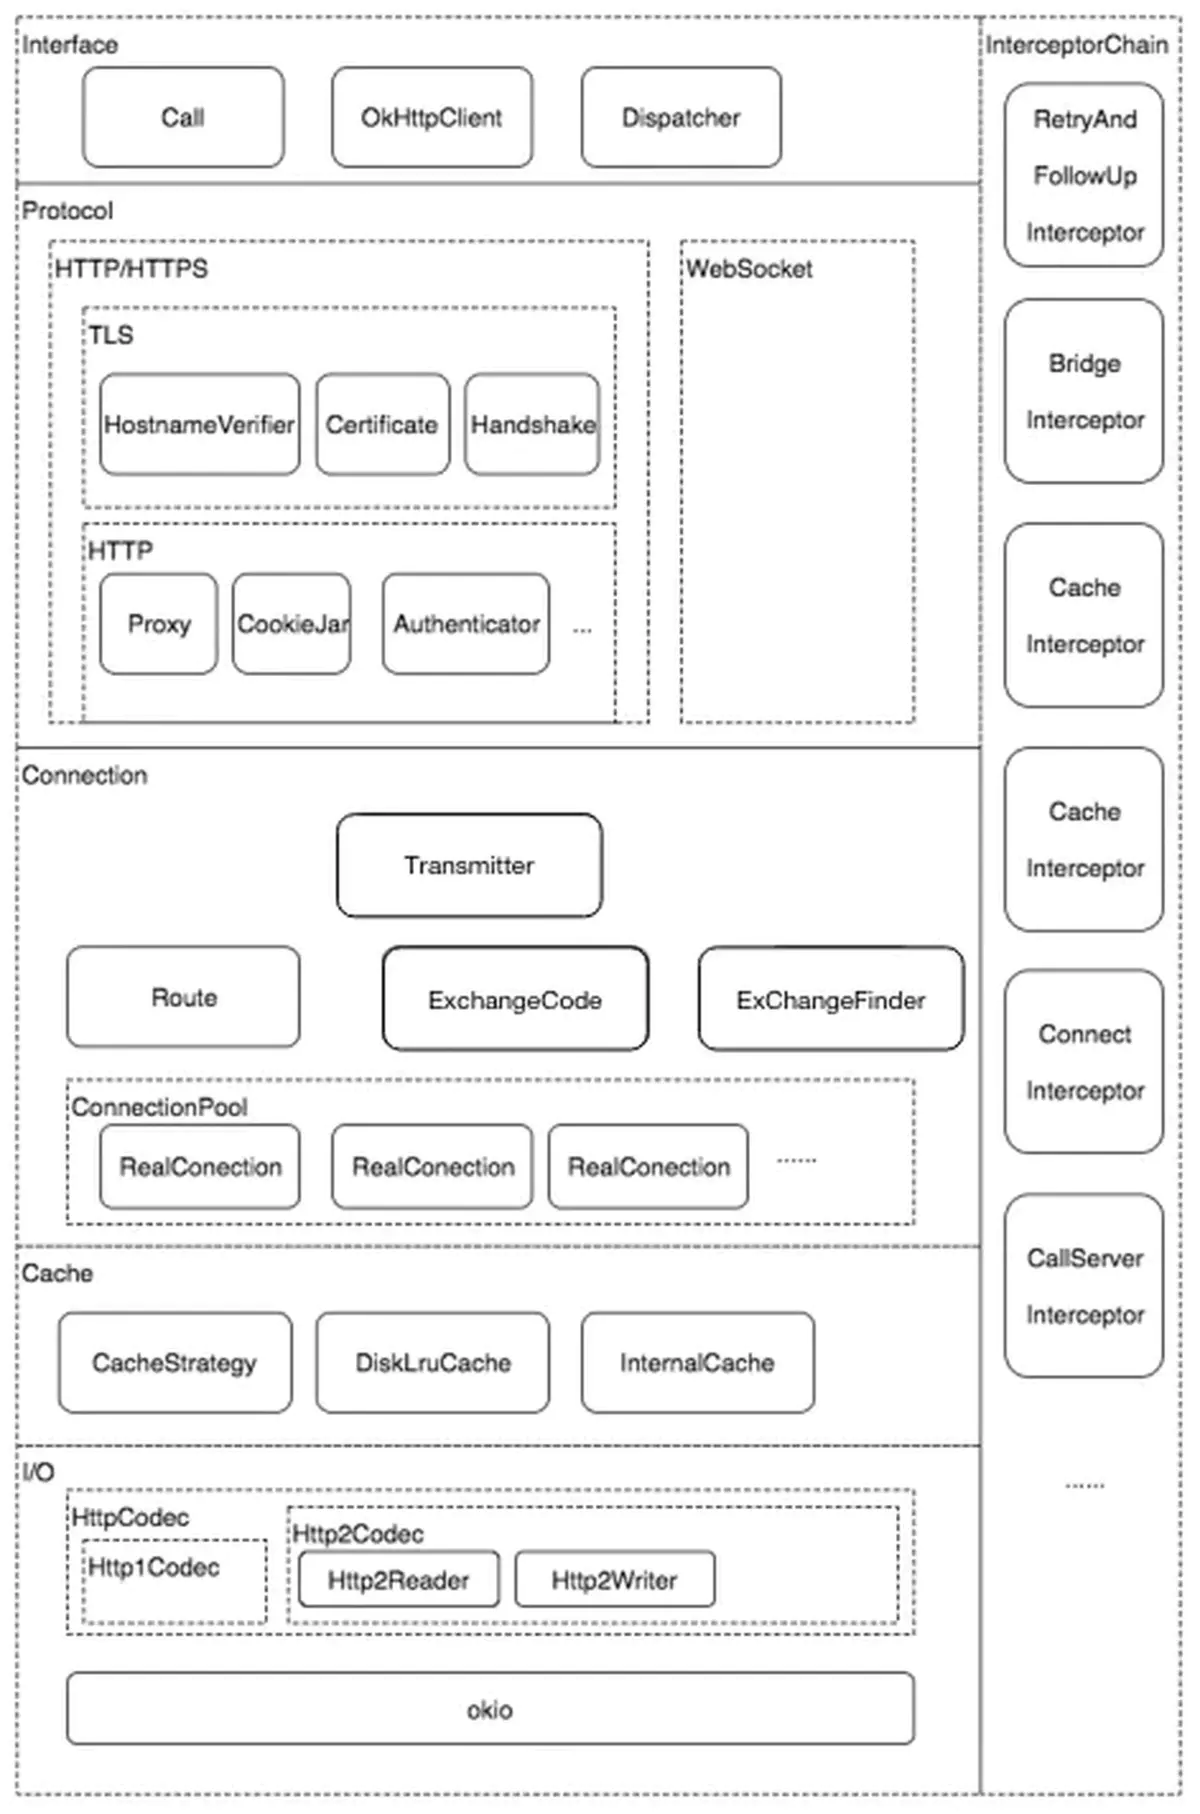 Interface
Call
OkHttpClient
Dispatcher
Protocol
HTTP/HTTPS
TLS
HostnameVerifier
Certificate
Handshake
HTTP
Proxy
CookieJar
Authenticator
...
WebSocket
Connection
Transmitter
Route
ExchangeCode
ExChangeFinder
ConnectionPool
RealConection
RealConection
RealConection
......
Cache
CacheStrategy
DiskLruCache
InternalCache
I/O
HttpCodec
Http1Codec
Http2Codec
Http2Reader
Http2Writer
okio
InterceptorChain
RetryAnd
FollowUp
Interceptor
Bridge
Interceptor
Cache
Interceptor
Cache
Interceptor
Connect
Interceptor
CallServer
Interceptor
......